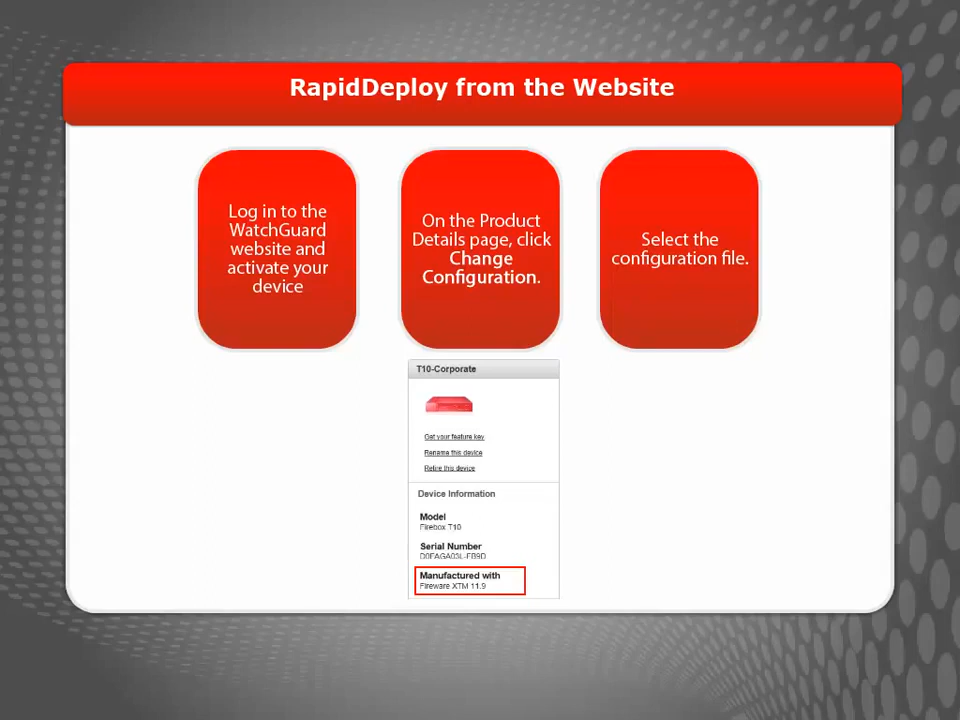 RapidDeploy from the Website
Log in to the
WatchGuard
website and
activate your
device
On the Product
Details page, click
Change
Configuration.
Select the
configuration file.
T10-Corporate
Get your feature key
Rename this device
Retire this device
Device Information
Model
Firebox T10
Serial Number
D0FAGA03L-FB9D
Manufactured with
Fireware XTM 11.9